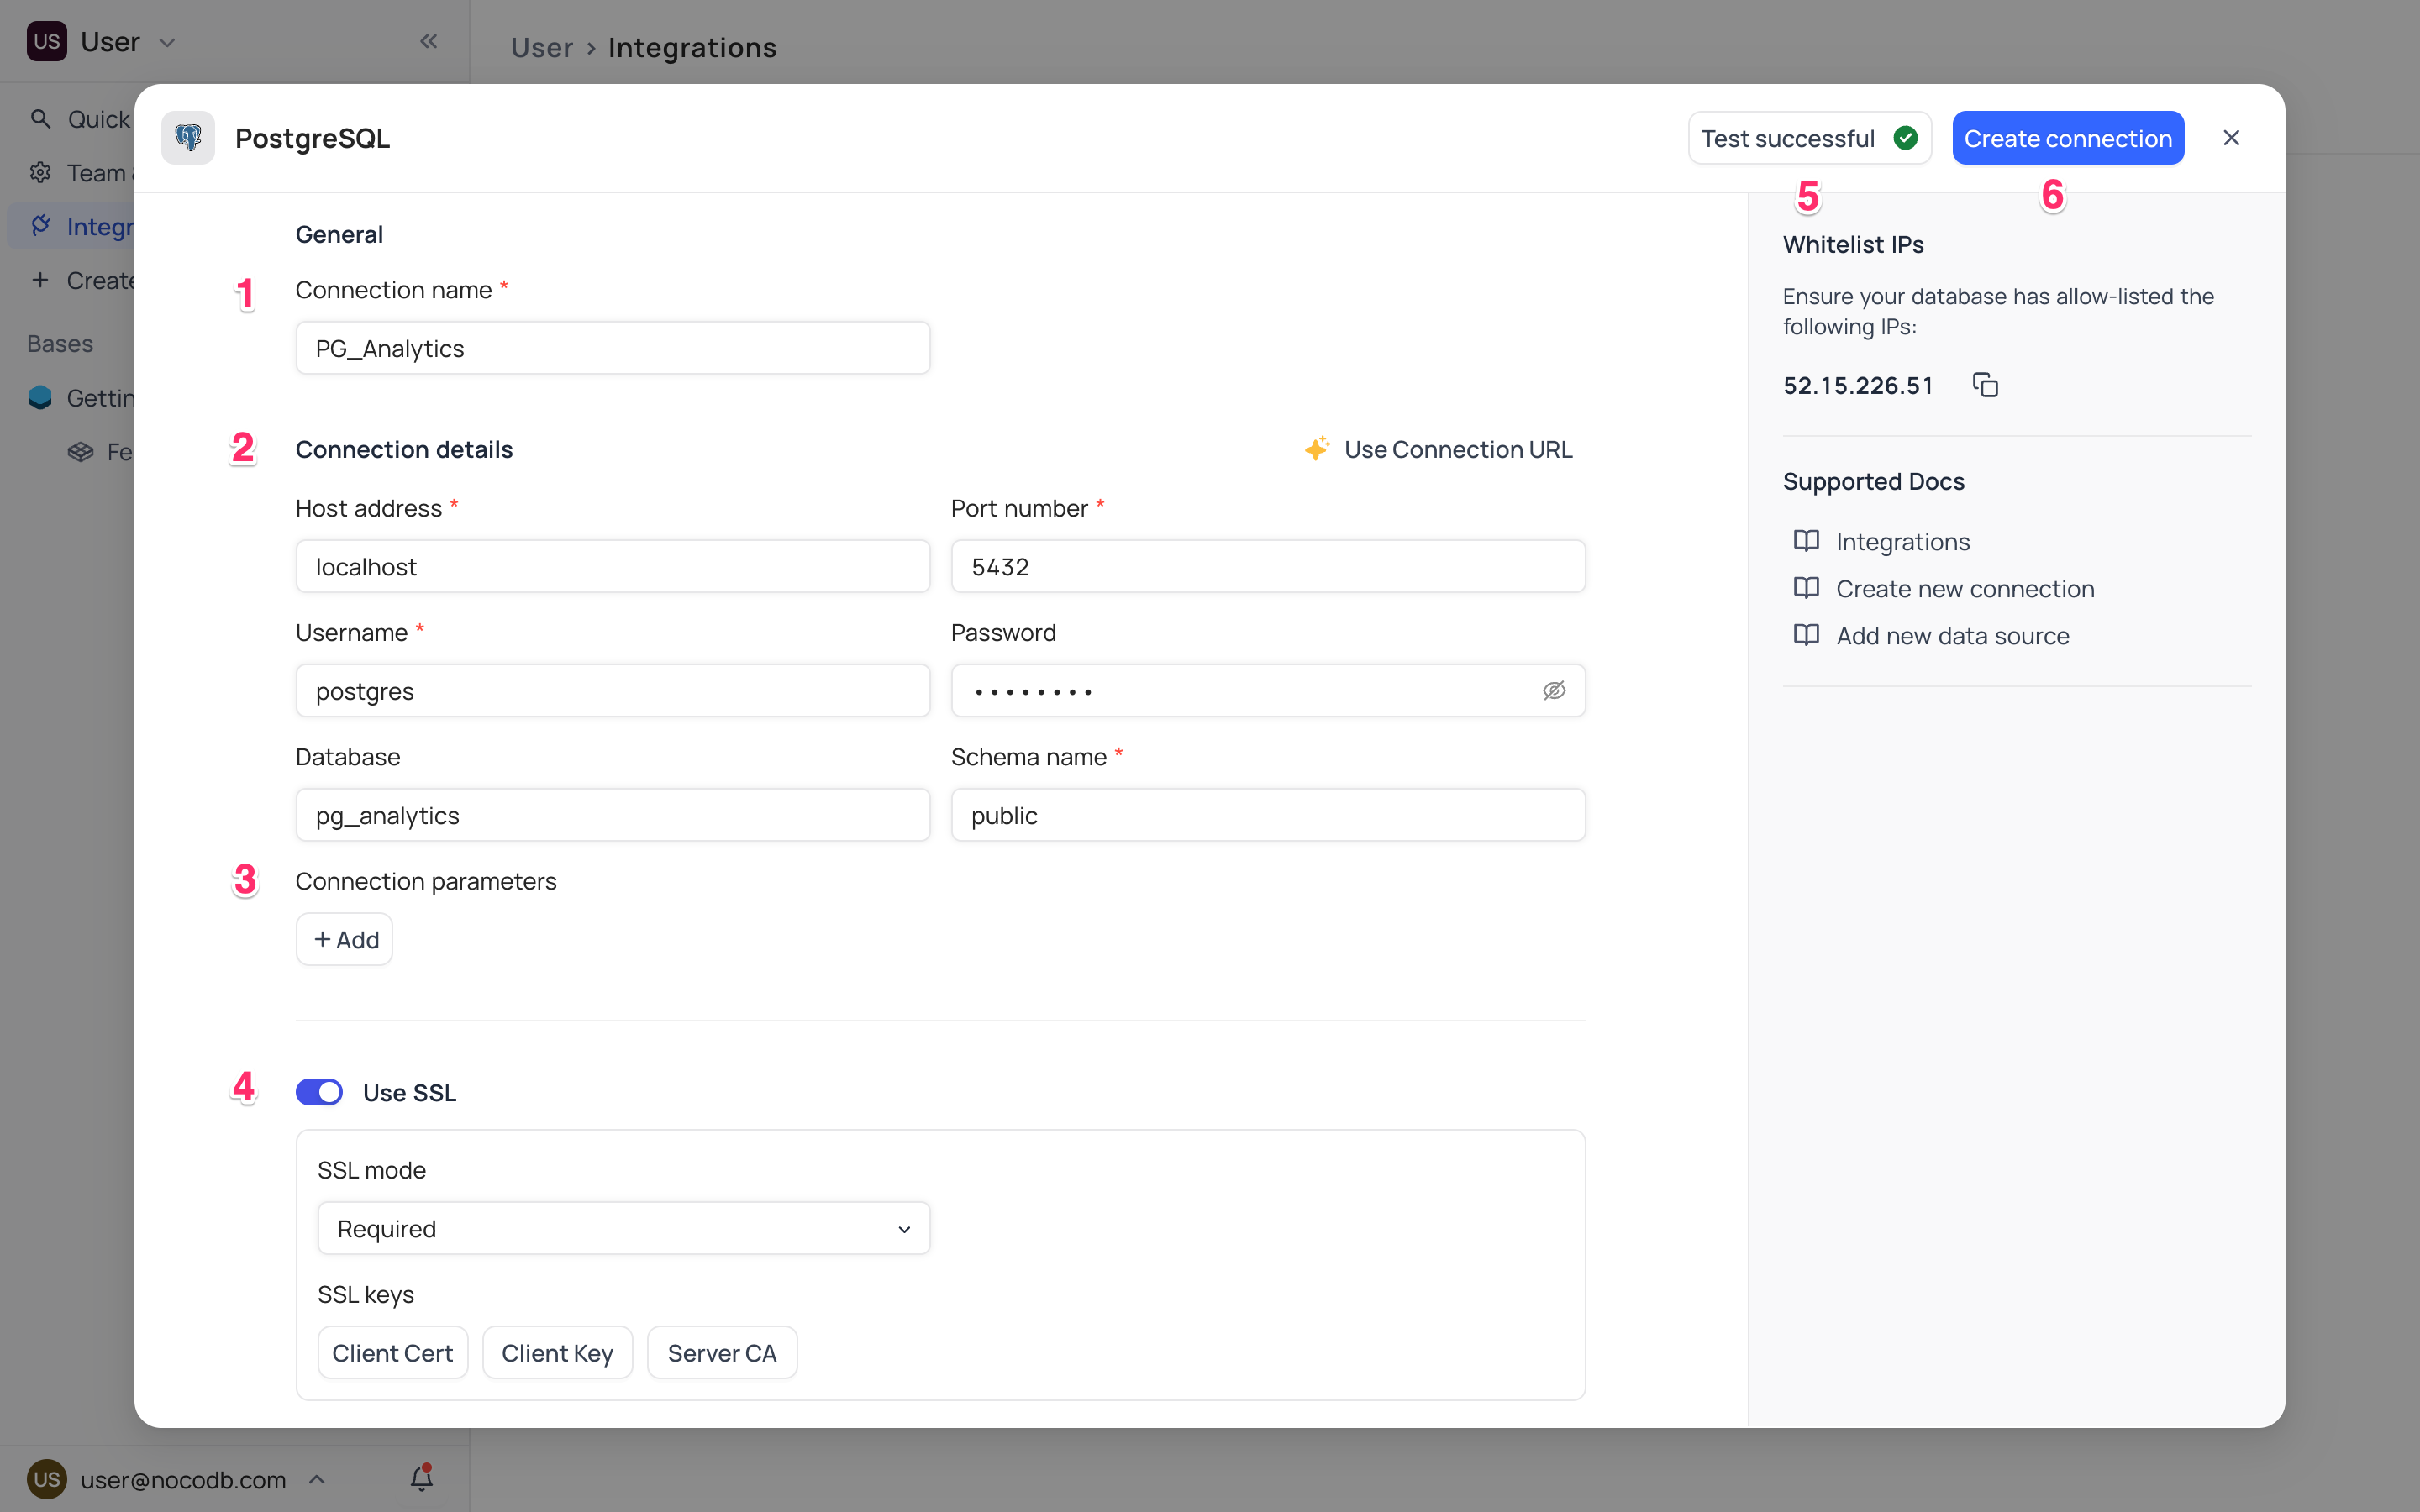 US User
User › Integrations
Quick
Team &
Integr
+ Create
Bases
Gettin
Fe
PostgreSQL
Test successful
Create connection
5
6
General
1
Connection name *
PG_Analytics
2
Connection details
Use Connection URL
Host address *
Port number *
localhost
5432
Username *
Password
postgres
••••••••
Database
Schema name *
pg_analytics
public
3
Connection parameters
+ Add
4
Use SSL
SSL mode
Required
SSL keys
Client Cert
Client Key
Server CA
Whitelist IPs
Ensure your database has allow-listed the
following IPs:
52.15.226.51
Supported Docs
Integrations
Create new connection
Add new data source
US user@nocodb.com